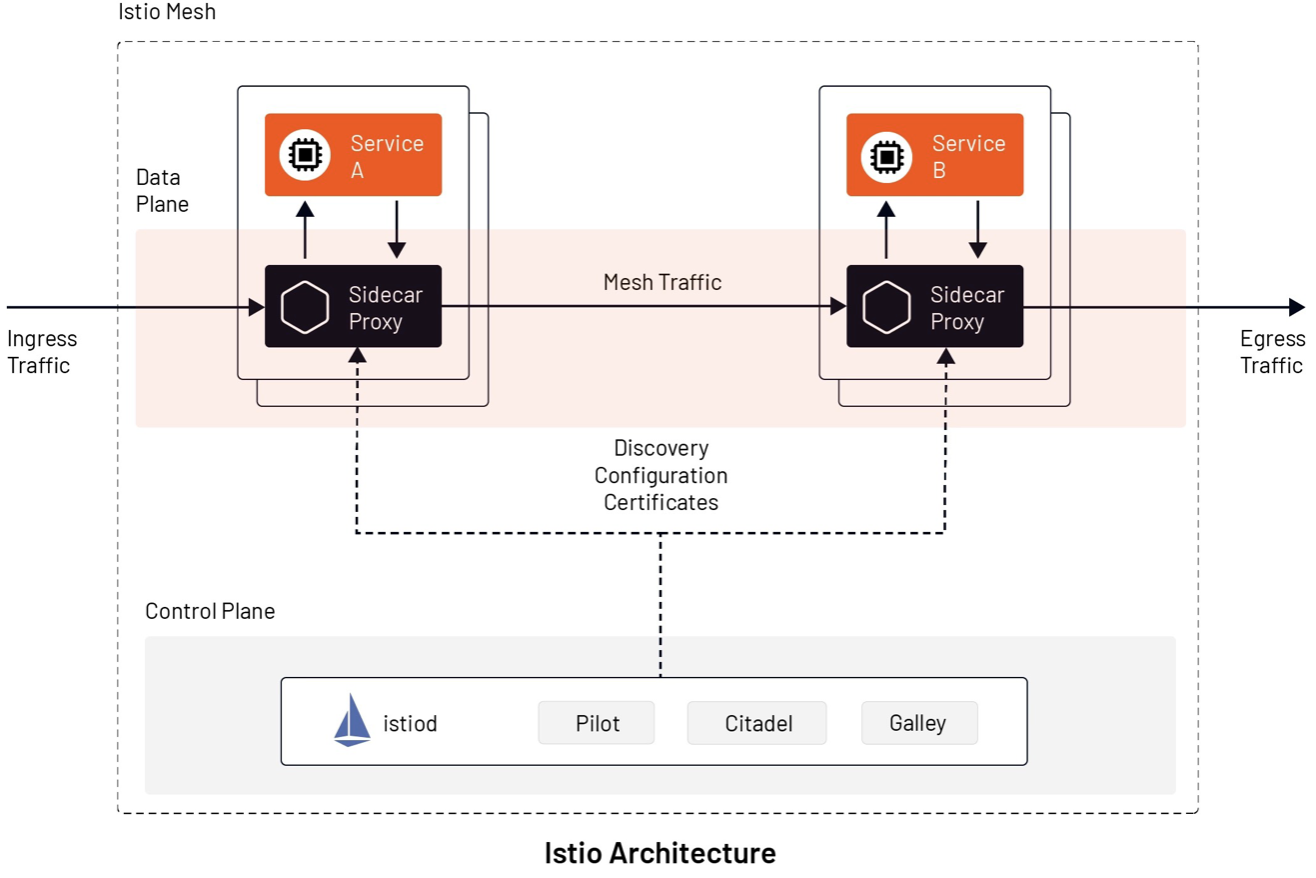 Istio Mesh
Service
A
Service
B
Data
Plane
Sidecar
Proxy
Mesh Traffic
Sidecar
Proxy
Ingress
Traffic
Egress
Traffic
Discovery
Configuration
Certificates
Control Plane
istiod
Pilot
Citadel
Galley
Istio Architecture